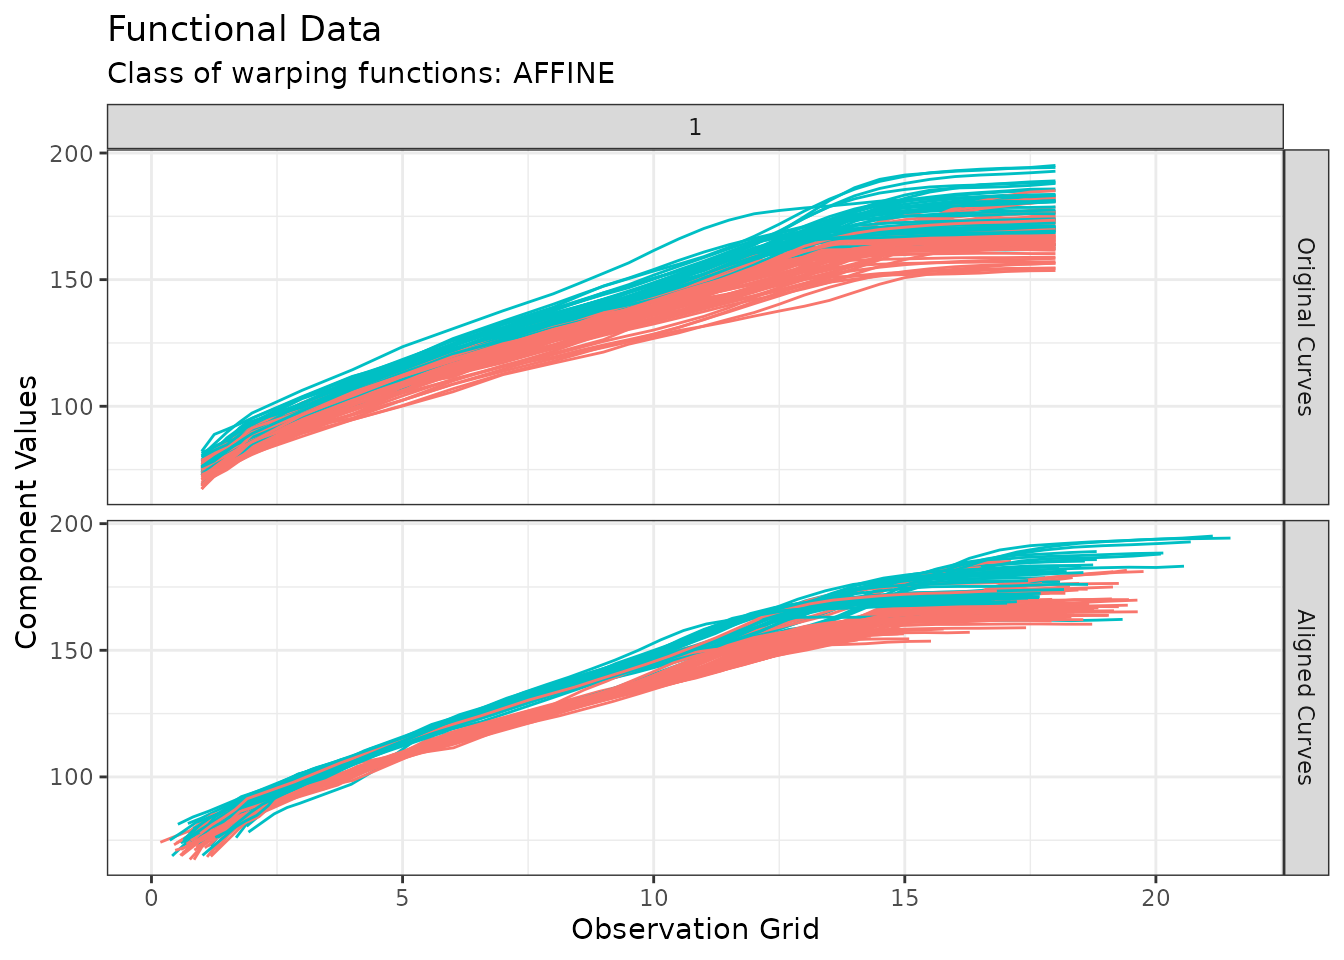 Functional Data
Class of warping functions: AFFINE
1
200
150
100
Original Curves
Component Values
200
150
100
Aligned Curves
0 5 10 15 20
Observation Grid